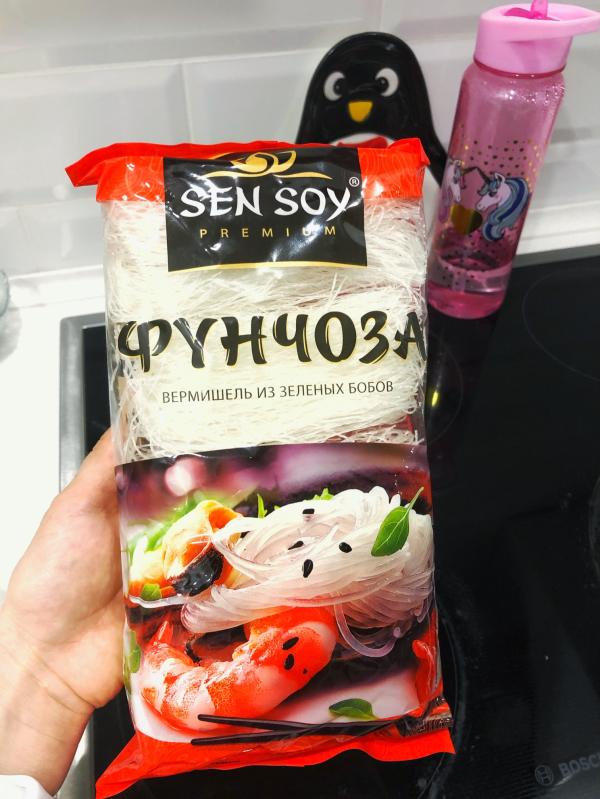 SEN SOY®
PREMIUM
ФУНЧОЗА
ВЕРМИШЕЛЬ ИЗ ЗЕЛЕНЫХ БОБОВ
BOSCH